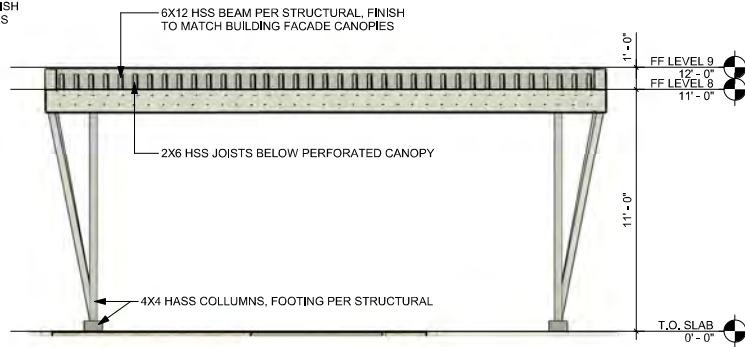 ISH
S
6X12 HSS BEAM PER STRUCTURAL, FINISH
TO MATCH BUILDING FACADE CANOPIES
1' - 0"
FF LEVEL 9
12' - 0"
FF LEVEL 8
11' - 0"
2X6 HSS JOISTS BELOW PERFORATED CANOPY
11' - 0"
4X4 HASS COLLUMNS, FOOTING PER STRUCTURAL
T.O. SLAB
0' - 0"